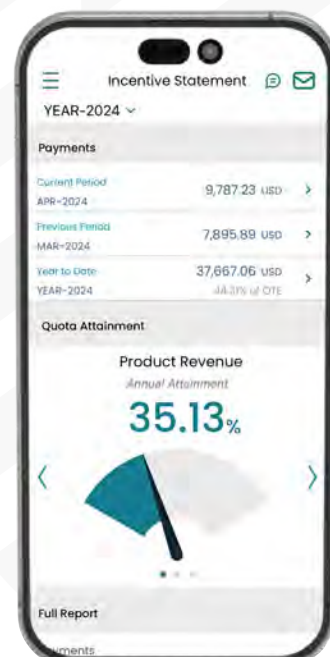 Incentive Statement
YEAR-2024
Payments
Current Period
9,787.23 USD
APR-2024
Previous Period
7,895.89 USD
MAR-2024
Year to Date
37,667.06 USD
YEAR-2024
of OTE
Quota Attainment
Product Revenue
Annual Attainment
35.13%
Full Report